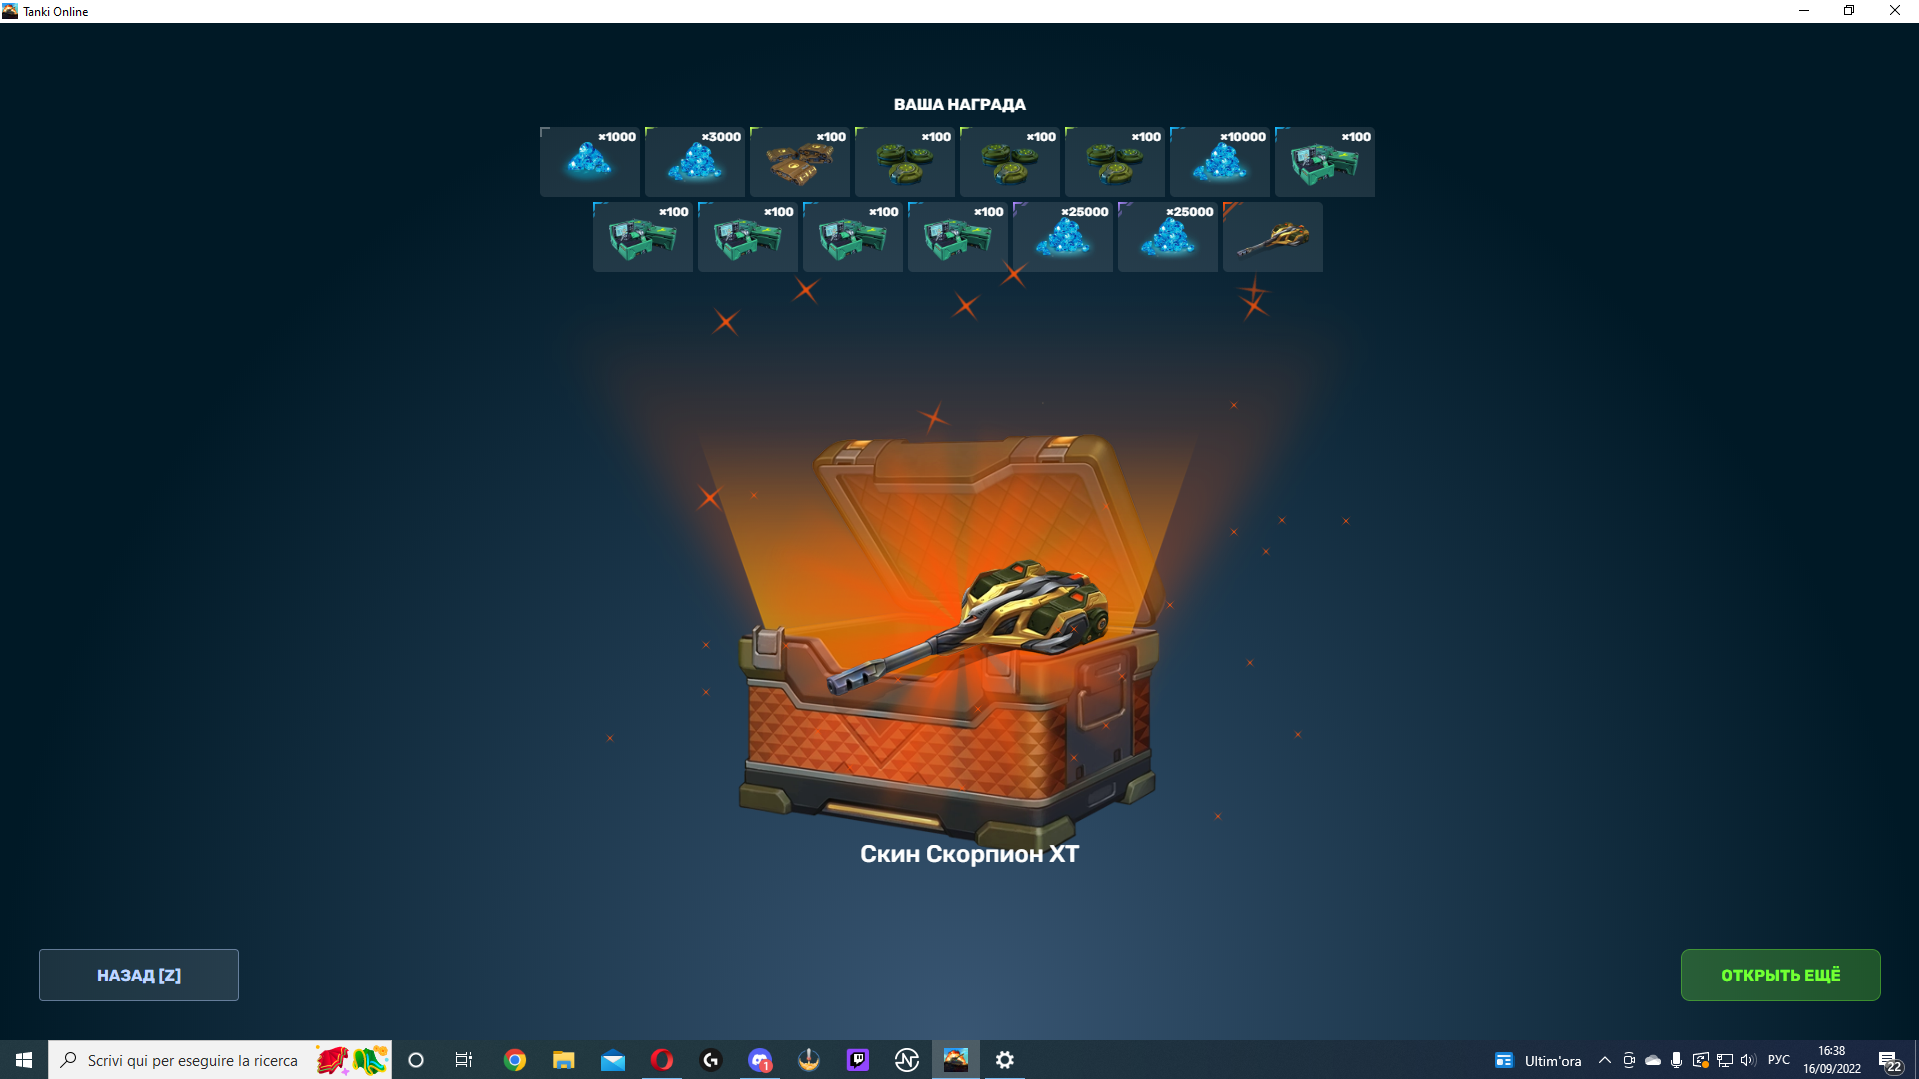 Tanki Online
ВАША НАГРАДА
×1000 ×3000 ×100 ×100 ×100 ×100 ×10000 ×100
×100 ×100 ×100 ×100 ×25000 ×25000
Скин Скорпион XT
НАЗАД [Z]
ОТКРЫТЬ ЕЩЁ
Scrivi qui per eseguire la ricerca
1
Ultim'ora
РУС
16:38
16/09/2022
22